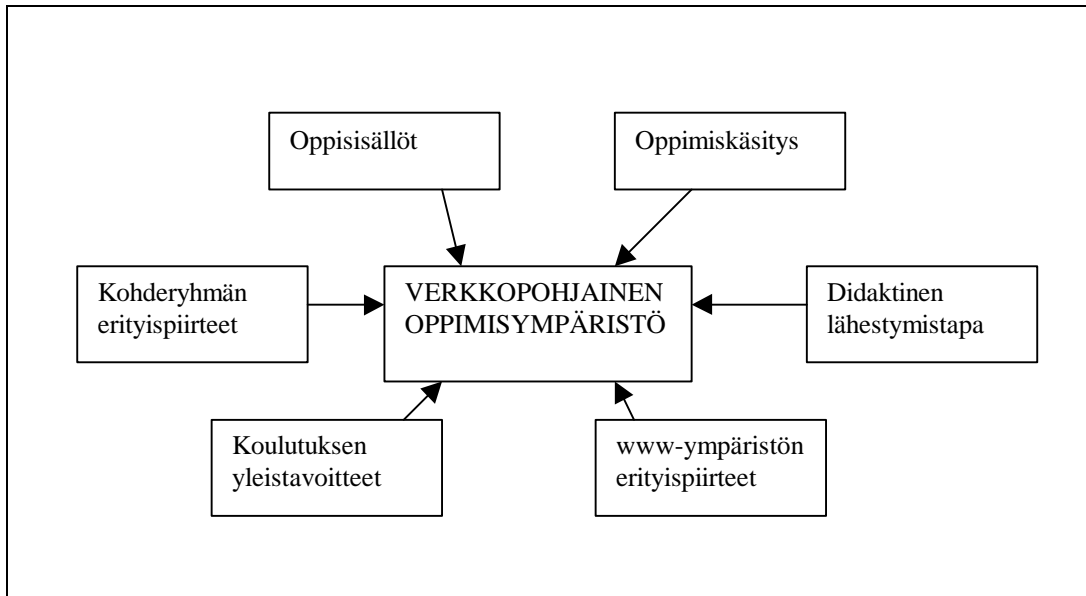 Oppisisällöt
Oppimiskäsitys
Kohderyhmän
erityispiirteet
VERKKOPOHJAINEN
OPPIMISYMPÄRISTÖ
Didaktinen
lähestymistapa
Koulutuksen
yleistavoitteet
www-ympäristön
erityispiirteet